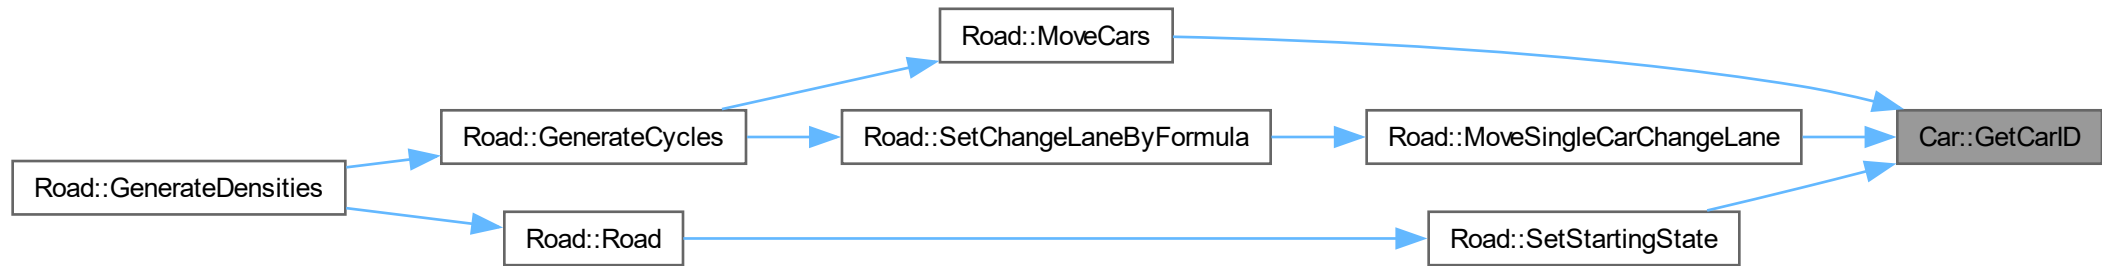 Road::MoveCars
Road::GenerateCycles
Road::SetChangeLaneByFormula
Road::MoveSingleCarChangeLane
Car::GetCarID
Road::GenerateDensities
Road::Road
Road::SetStartingState